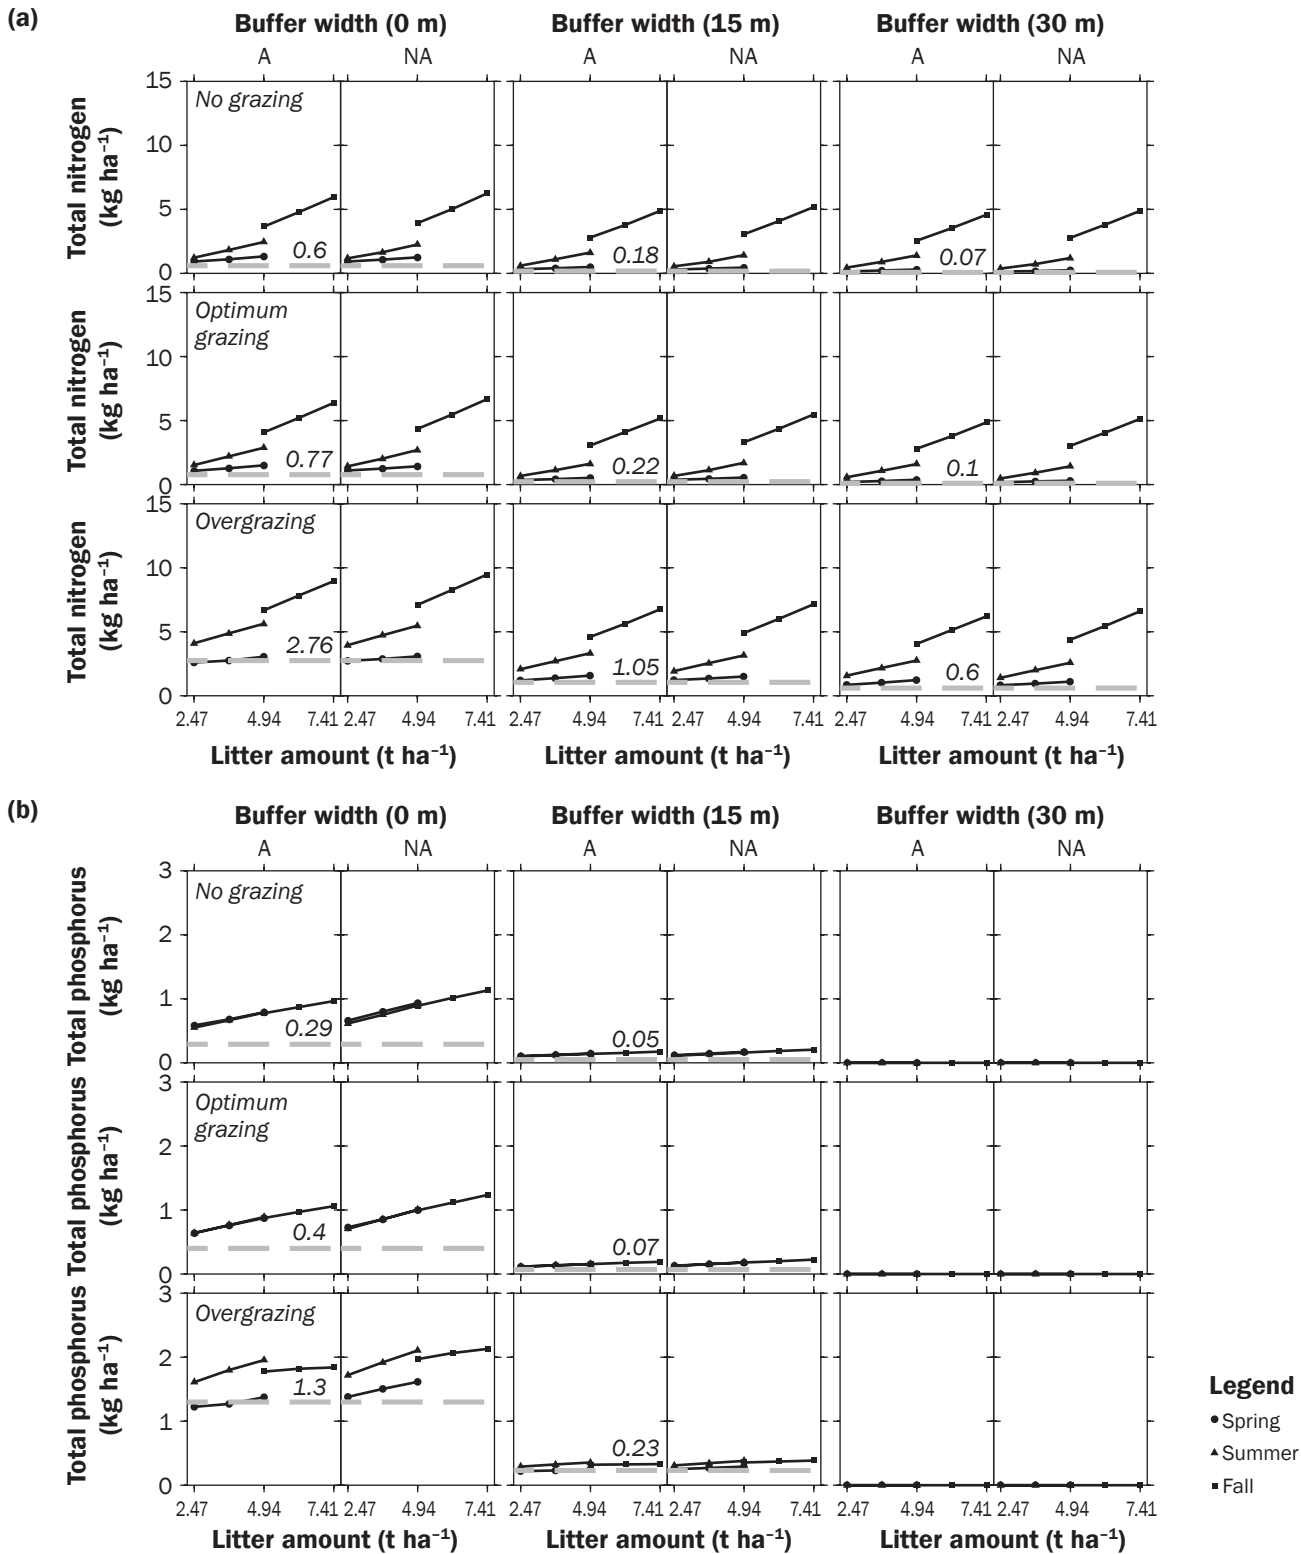 (a)
Buffer width (0 m) Buffer width (15 m) Buffer width (30 m)
A NA A NA A NA
Total nitrogen
(kg ha⁻¹)
15
10
5
0
No grazing
0.6 0.18 0.07
Total nitrogen
(kg ha⁻¹)
15
10
5
0
Optimum
grazing
0.77 0.22 0.1
Total nitrogen
(kg ha⁻¹)
15
10
5
0
Overgrazing
2.76 1.05 0.6
2.47 4.94 7.41 2.47 4.94 7.41 2.47 4.94 7.41 2.47 4.94 7.41 2.47 4.94 7.41 2.47 4.94 7.41
Litter amount (t ha⁻¹) Litter amount (t ha⁻¹) Litter amount (t ha⁻¹)
(b)
Buffer width (0 m) Buffer width (15 m) Buffer width (30 m)
A NA A NA A NA
Total phosphorus
(kg ha⁻¹)
3
2
1
0
No grazing
0.29 0.05
Total phosphorus
(kg ha⁻¹)
3
2
1
0
Optimum
grazing
0.4 0.07
Total phosphorus
(kg ha⁻¹)
3
2
1
0
Overgrazing
1.3 0.23
2.47 4.94 7.41 2.47 4.94 7.41 2.47 4.94 7.41 2.47 4.94 7.41 2.47 4.94 7.41 2.47 4.94 7.41
Litter amount (t ha⁻¹) Litter amount (t ha⁻¹) Litter amount (t ha⁻¹)
Legend
Spring
Summer
Fall